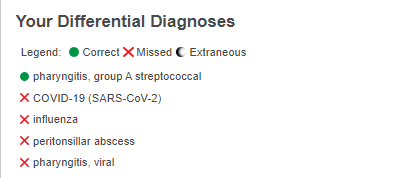 Your Differential Diagnoses
Legend: Correct Missed Extraneous
pharyngitis, group A streptococcal
COVID-19 (SARS-CoV-2)
influenza
peritonsillar abscess
pharyngitis, viral